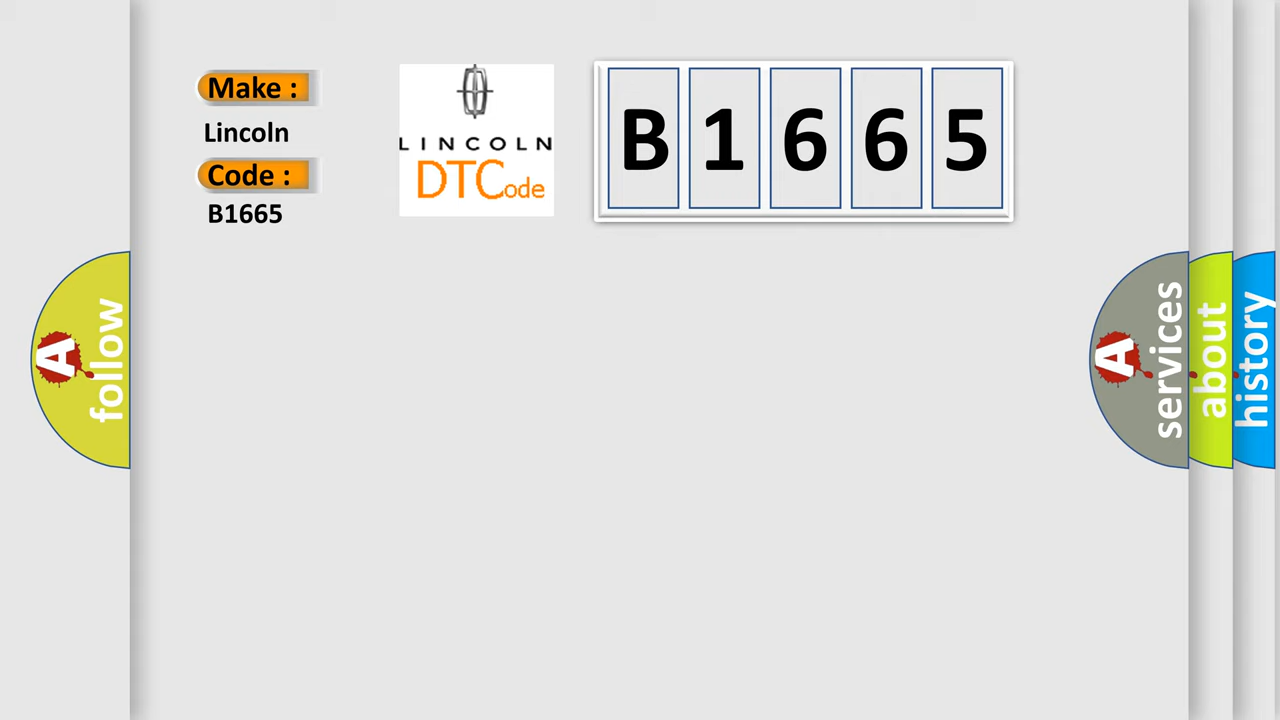 Make :
Lincoln
Code :
B1665
LINCOLN
DTCode
B 1 6 6 5
A follow
A services
about
history